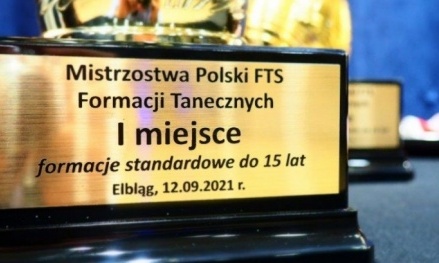 Mistrzostwa Polski FTS
Formacji Tanecznych
I miejsce
formacje standardowe do 15 lat
Elbląg, 12.09.2021 r.